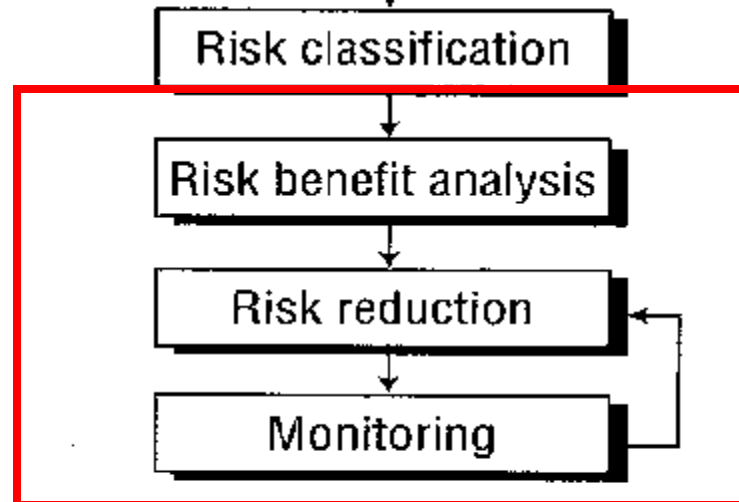 Risk classification
Risk benefit analysis
Risk reduction
Monitoring